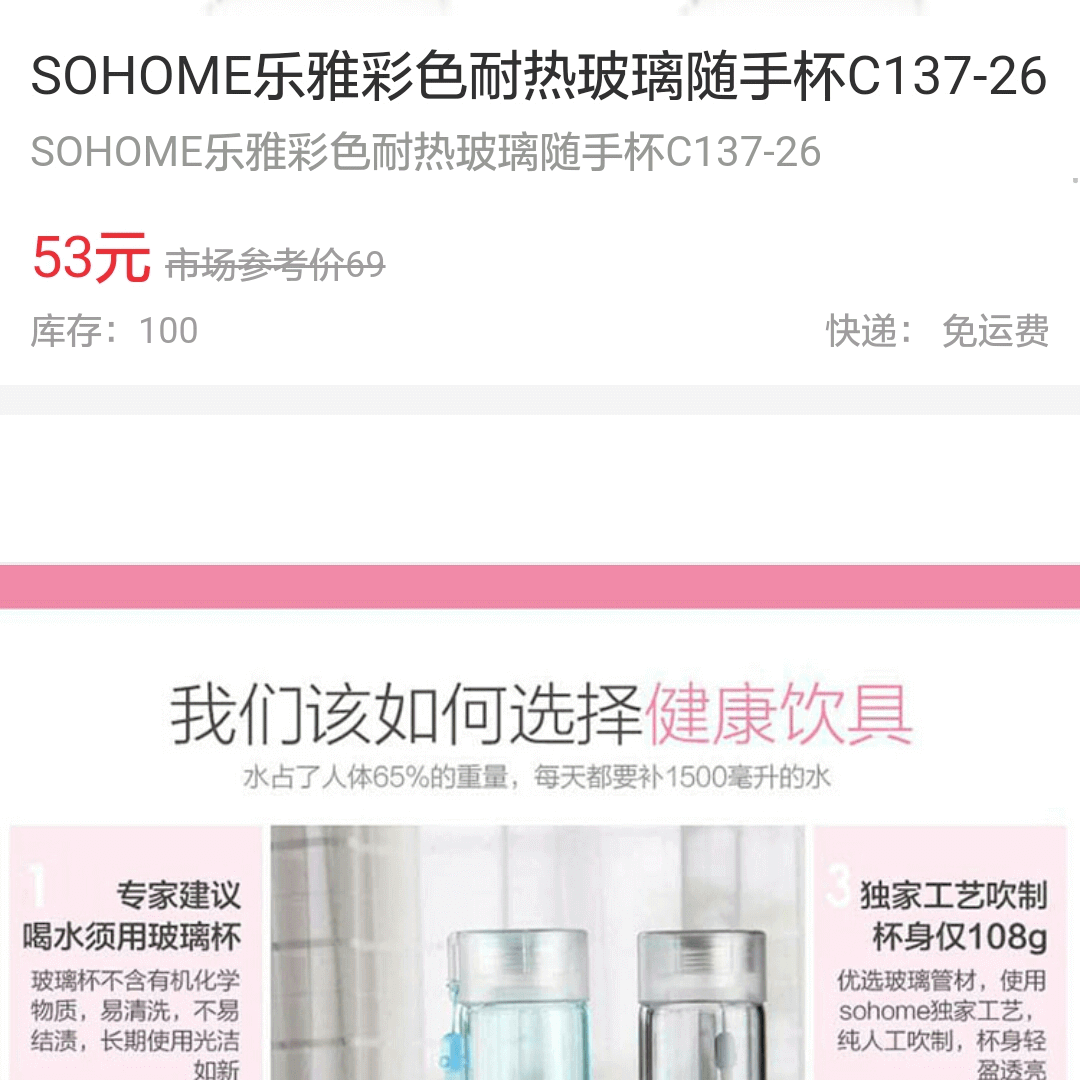 SOHOME乐雅彩色耐热玻璃随手杯C137-26
SOHOME乐雅彩色耐热玻璃随手杯C137-26
53元 市场参考价69
库存：100
快递： 免运费
我们该如何选择健康饮具
水占了人体65%的重量，每天都要补1500毫升的水
1
专家建议
喝水须用玻璃杯
玻璃杯不含有机化学
物质，易清洗，不易
结渍，长期使用光洁
如新
3
独家工艺吹制
杯身仅108g
优选玻璃管材，使用
sohome独家工艺，
纯人工吹制，杯身轻
盈透亮